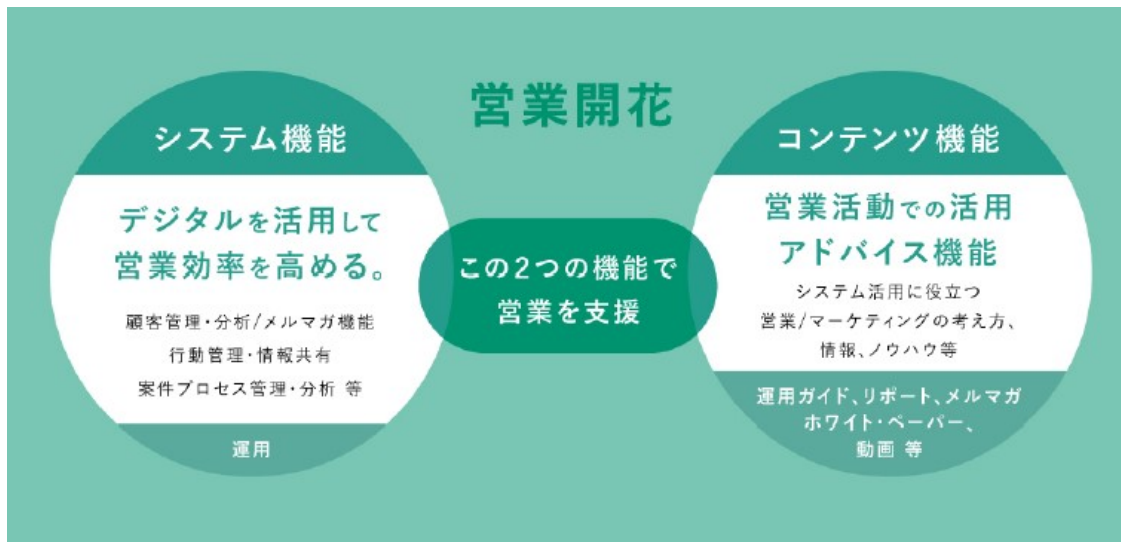 営業開花
システム機能
デジタルを活用して
営業効率を高める。
顧客管理・分析/メルマガ機能
行動管理・情報共有
案件プロセス管理・分析 等
運用
この2つの機能で
営業を支援
コンテンツ機能
営業活動での活用
アドバイス機能
システム活用に役立つ
営業/マーケティングの考え方、
情報、ノウハウ等
運用ガイド、リポート、メルマガ
ホワイト・ペーパー、
動画 等